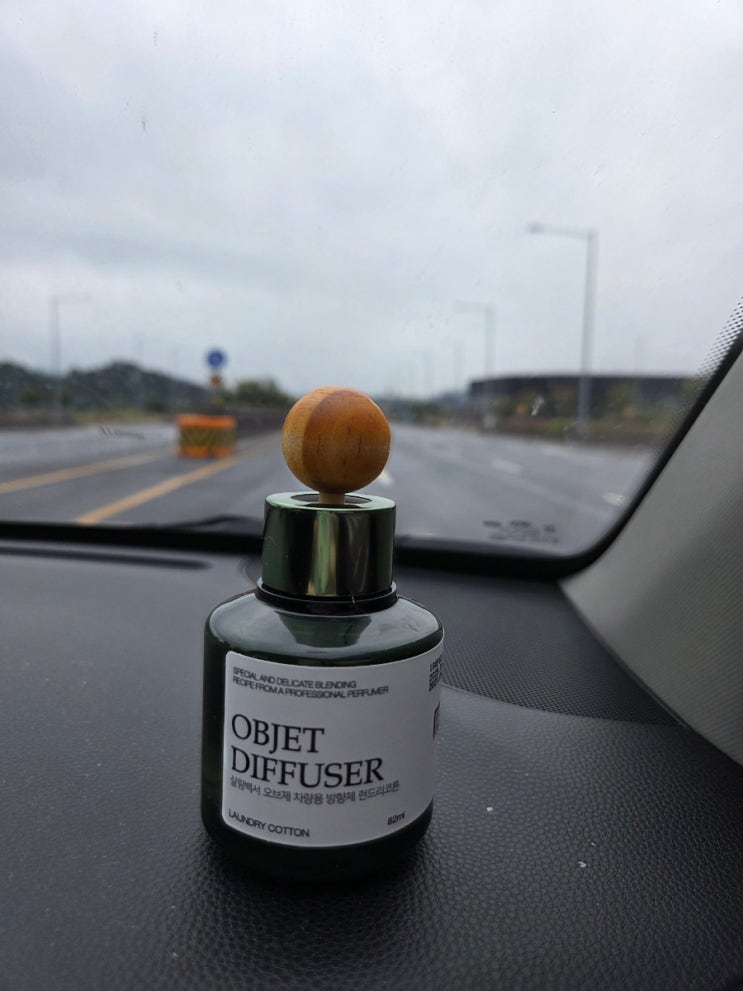 SPECIAL AND DELICATE BLENDING
RECIPE FROM A PROFESSIONAL PERFUMER
OBJET
DIFFUSER
살림백서 오브제 차량용 방향제 런드리코튼
LAUNDRY COTTON
82ml